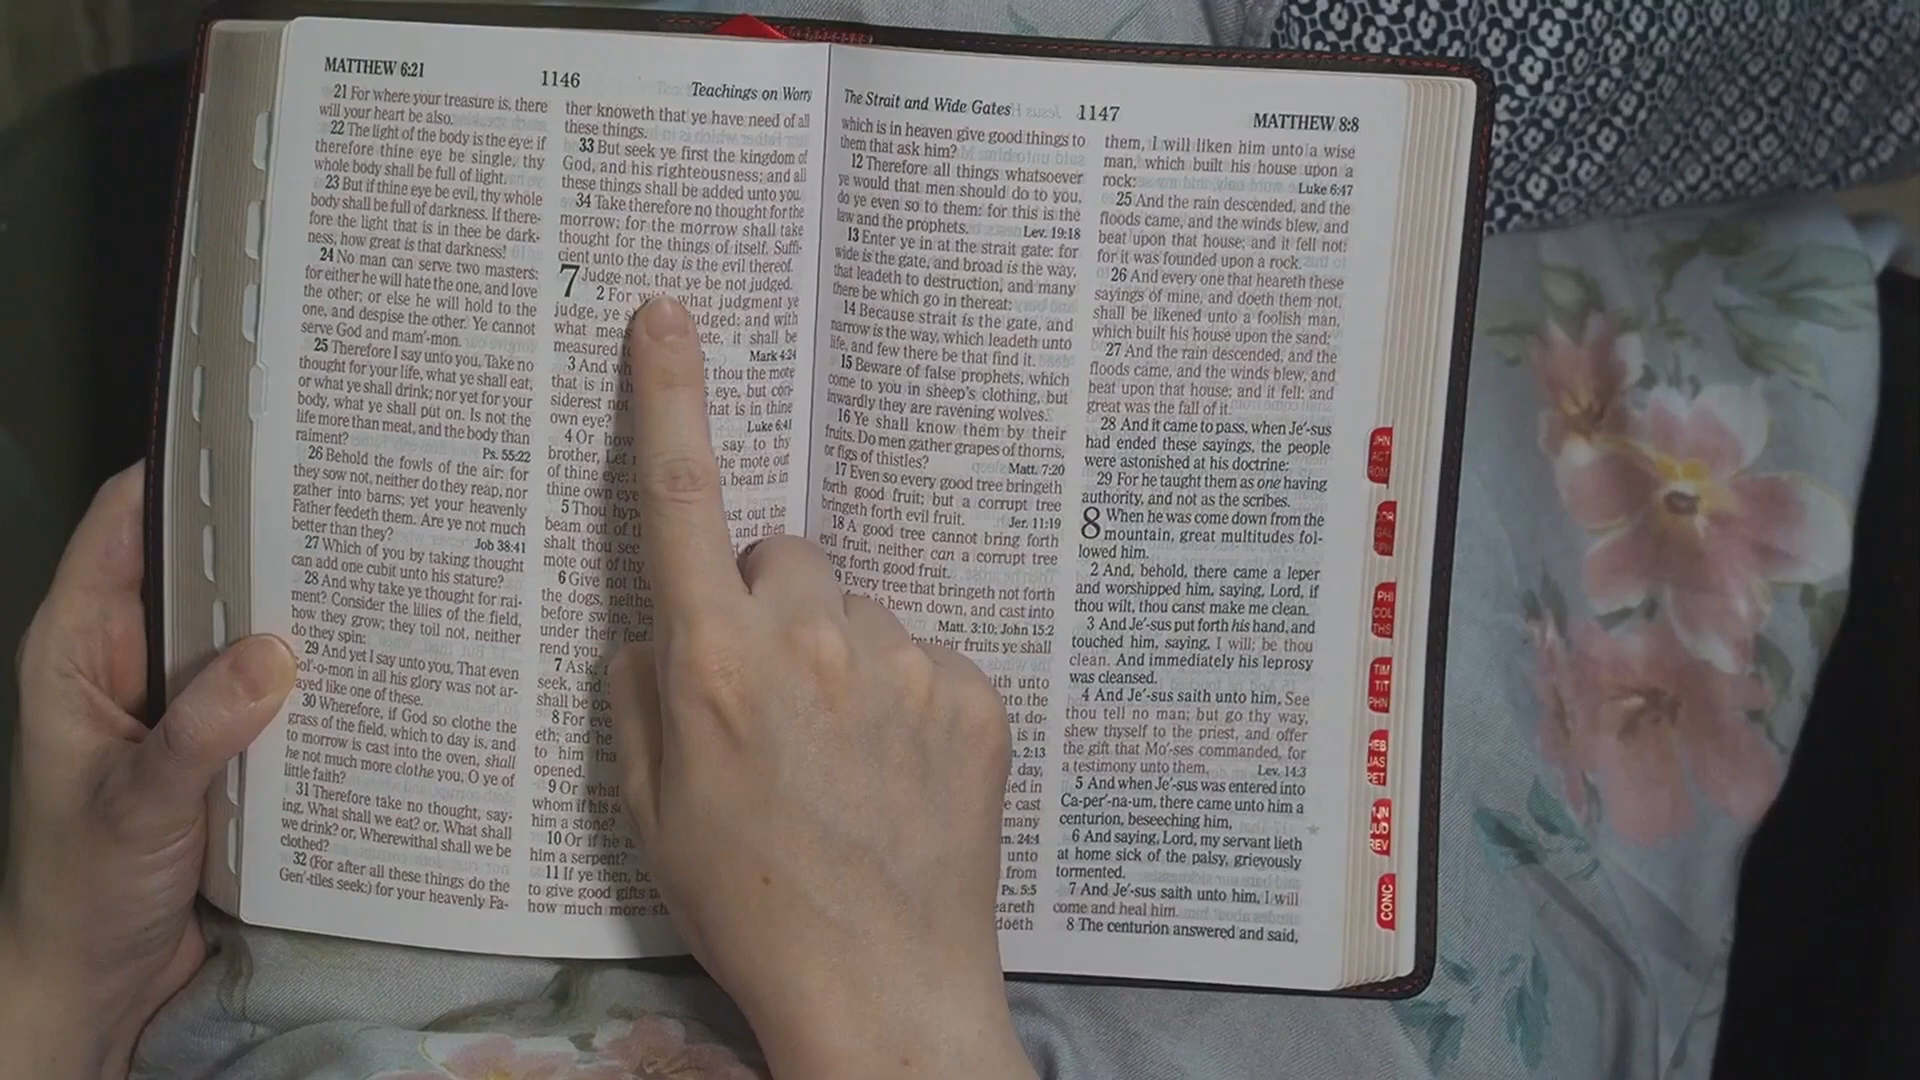 MATTHEW 6:21
1146
Teachings on Worry
21 For where your treasure is, there
will your heart be also.
22 The light of the body is the eye: if
therefore thine eye be single, thy
whole body shall be full of light.
23 But if thine eye be evil, thy whole
body shall be full of darkness. If there-
fore the light that is in thee be dark-
ness, how great is that darkness!
24 No man can serve two masters:
for either he will hate the one, and love
the other; or else he will hold to the
one, and despise the other. Ye cannot
serve God and mam′-mon.
25 Therefore I say unto you, Take no
thought for your life, what ye shall eat,
or what ye shall drink; nor yet for your
body, what ye shall put on. Is not the
life more than meat, and the body than
raiment? Ps. 55:22
26 Behold the fowls of the air: for
they sow not, neither do they reap, nor
gather into barns; yet your heavenly
Father feedeth them. Are ye not much
better than they? Job 38:41
27 Which of you by taking thought
can add one cubit unto his stature?
28 And why take ye thought for rai-
ment? Consider the lilies of the field,
how they grow; they toil not, neither
do they spin:
29 And yet I say unto you, That even
Sol′-o-mon in all his glory was not ar-
ayed like one of these.
30 Wherefore, if God so clothe the
grass of the field, which to day is, and
to morrow is cast into the oven, shall
he not much more clothe you, O ye of
little faith?
31 Therefore take no thought, say-
ing, What shall we eat? or, What shall
we drink? or, Wherewithal shall we be
clothed?
32 (For after all these things do the
Gen′-tiles seek:) for your heavenly Fa-
ther knoweth that ye have need of all
these things.
33 But seek ye first the kingdom of
God, and his righteousness; and all
these things shall be added unto you.
34 Take therefore no thought for the
morrow: for the morrow shall take
thought for the things of itself. Suffi-
cient unto the day is the evil thereof.
7 Judge not, that ye be not judged.
2 For with what judgment ye
judge, ye judged: and with
what mete, it shall be
measured Mark 4:24
3 And thou the mote
that is in eye, but con-
siderest not that is in thine
own eye? Luke 6:41
4 Or how say to thy
brother, Let the mote out
of thine eye; a beam is in
thine own eye
5 Thou cast out the
beam out of and then
shalt thou see
mote out of thy
6 Give not
the dogs, neither
before swine,
under their feet
rend you.
7 Ask,
seek, and
shall be
8 For
eth; and he
to him
opened.
9 Or what
whom if his
him a stone?
10 Or if he
him a serpent?
11 If ye then,
to give good gifts
how much more
The Strait and Wide Gates
1147
MATTHEW 8:8
which is in heaven give good things to
them that ask him?
12 Therefore all things whatsoever
ye would that men should do to you,
do ye even so to them: for this is the
law and the prophets. Lev. 19:18
13 Enter ye in at the strait gate: for
wide is the gate, and broad is the way,
that leadeth to destruction, and many
there be which go in thereat:
14 Because strait is the gate, and
narrow is the way, which leadeth unto
life, and few there be that find it.
15 Beware of false prophets, which
come to you in sheep's clothing, but
inwardly they are ravening wolves.
16 Ye shall know them by their
fruits. Do men gather grapes of thorns,
or figs of thistles? Matt. 7:20
17 Even so every good tree bringeth
forth good fruit; but a corrupt tree
bringeth forth evil fruit. Jer. 11:19
18 A good tree cannot bring forth
evil fruit, neither can a corrupt tree
ing forth good fruit.
9 Every tree that bringeth not forth
is hewn down, and cast into
Matt. 3:10; John 15:2
their fruits ye shall
unto
to the
do-
is in
2:13
day,
in
cast
many
24:4
unto
from
Ps. 5:5
doeth
them, I will liken him unto a wise
man, which built his house upon a
rock: Luke 6:47
25 And the rain descended, and the
floods came, and the winds blew, and
beat upon that house; and it fell not:
for it was founded upon a rock.
26 And every one that heareth these
sayings of mine, and doeth them not,
shall be likened unto a foolish man,
which built his house upon the sand:
27 And the rain descended, and the
floods came, and the winds blew, and
beat upon that house; and it fell: and
great was the fall of it.
28 And it came to pass, when Je′-sus
had ended these sayings, the people
were astonished at his doctrine:
29 For he taught them as one having
authority, and not as the scribes.
8 When he was come down from the
mountain, great multitudes fol-
lowed him.
2 And, behold, there came a leper
and worshipped him, saying, Lord, if
thou wilt, thou canst make me clean.
3 And Je′-sus put forth his hand, and
touched him, saying, I will; be thou
clean. And immediately his leprosy
was cleansed.
4 And Je′-sus saith unto him, See
thou tell no man; but go thy way,
shew thyself to the priest, and offer
the gift that Mo′-ses commanded, for
a testimony unto them. Lev. 14:3
5 And when Je′-sus was entered into
Ca-per′-na-um, there came unto him a
centurion, beseeching him,
6 And saying, Lord, my servant lieth
at home sick of the palsy, grievously
tormented.
7 And Je′-sus saith unto him, I will
come and heal him.
8 The centurion answered and said,
JHN
ACT
ROM
COR
GAL
EPH
PHI
COL
THS
TIM
TIT
PHN
HEB
JAS
PET
1JN
JUD
REV
CONC